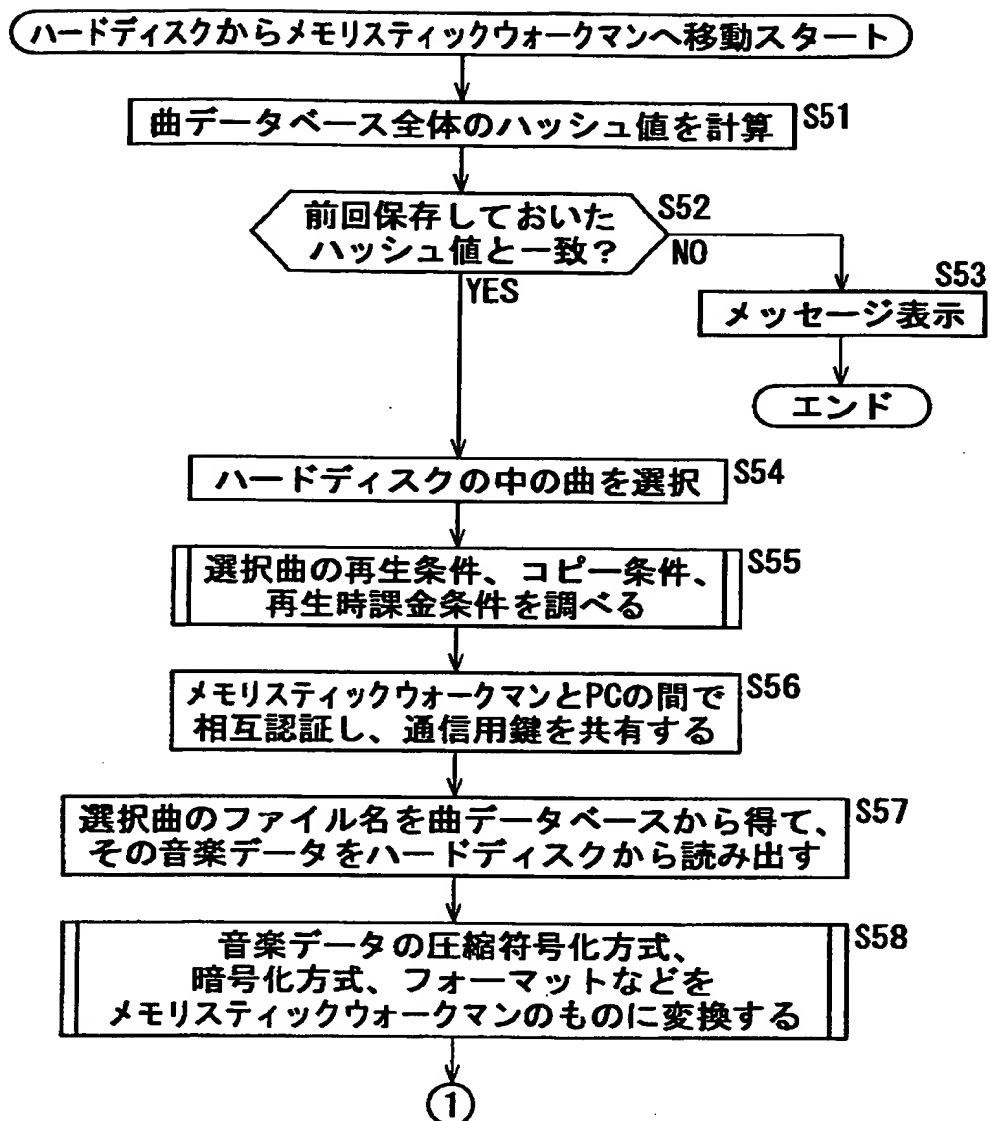 ハードディスクからメモリスティックウォークマンへ移動スタート
曲データベース全体のハッシュ値を計算
S51
前回保存しておいた
ハッシュ値と一致？
S52
NO
YES
S53
メッセージ表示
エンド
ハードディスクの中の曲を選択
S54
選択曲の再生条件、コピー条件、
再生時課金条件を調べる
S55
メモリスティックウォークマンとPCの間で
相互認証し、通信用鍵を共有する
S56
選択曲のファイル名を曲データベースから得て、
その音楽データをハードディスクから読み出す
S57
音楽データの圧縮符号化方式、
暗号化方式、フォーマットなどを
メモリスティックウォークマンのものに変換する
S58
1